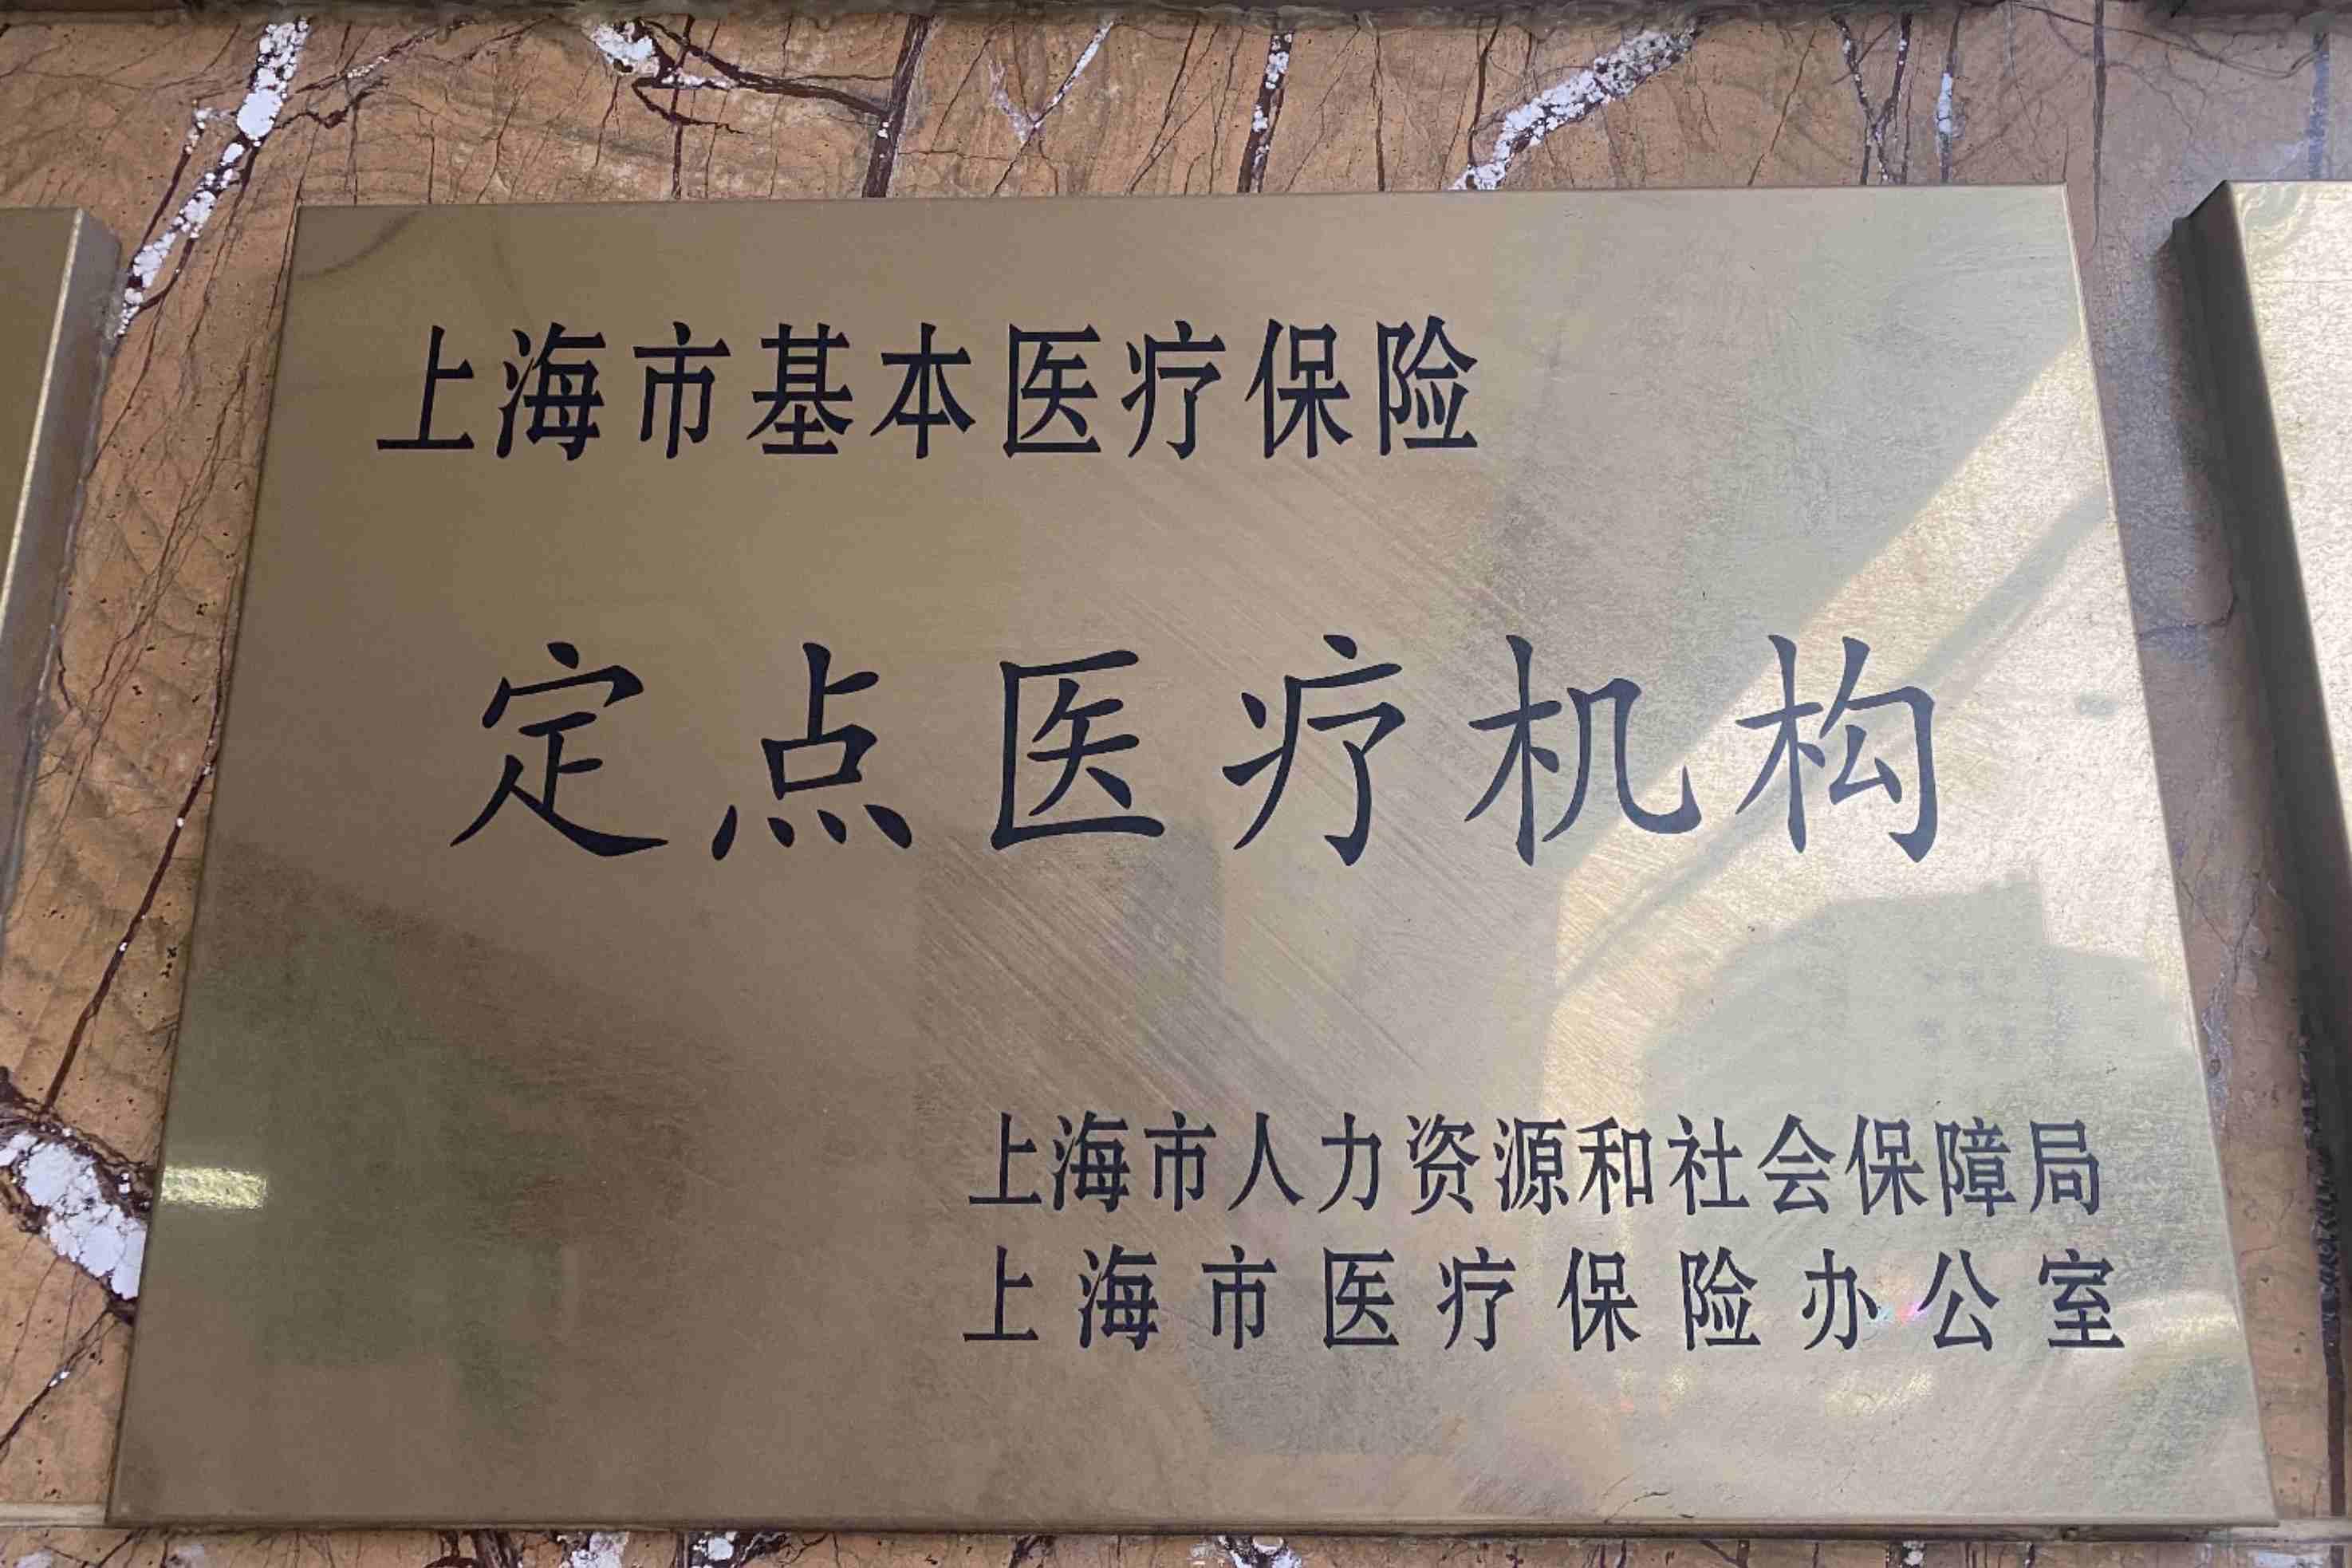 上海市基本医疗保险
定点医疗机构
上海市人力资源和社会保障局
上海市医疗保险办公室